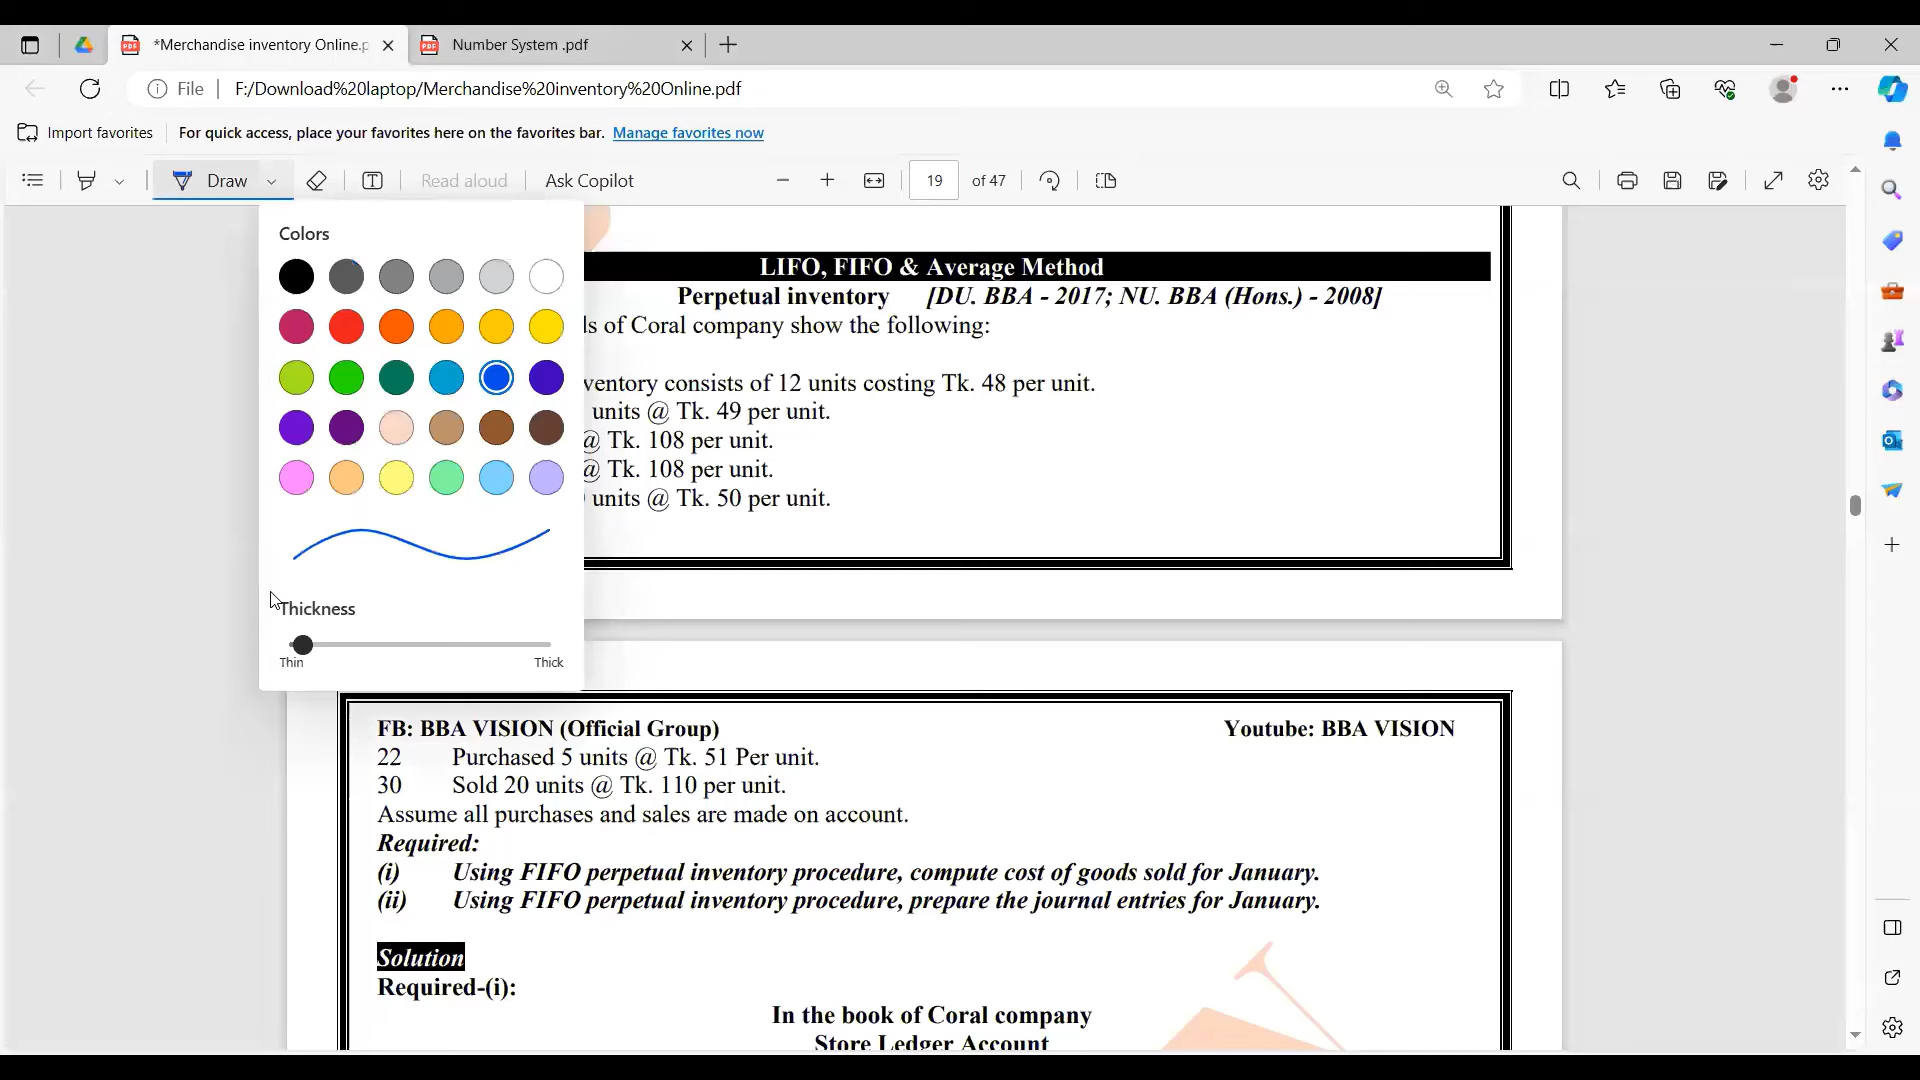 *Merchandise inventory Online.p
Number System .pdf
File
F:/Download%20laptop/Merchandise%20inventory%20Online.pdf
Import favorites
For quick access, place your favorites here on the favorites bar. Manage favorites now
Draw
Read aloud
Ask Copilot
19 of 47
Colors
Thickness
Thin
Thick
LIFO, FIFO & Average Method
Perpetual inventory [DU. BBA - 2017; NU. BBA (Hons.) - 2008]
of Coral company show the following:
consists of 12 units costing Tk. 48 per unit.
units @ Tk. 49 per unit.
@ Tk. 108 per unit.
@ Tk. 108 per unit.
units @ Tk. 50 per unit.
FB: BBA VISION (Official Group)
Youtube: BBA VISION
22 Purchased 5 units @ Tk. 51 Per unit.
30 Sold 20 units @ Tk. 110 per unit.
Assume all purchases and sales are made on account.
Required:
(i) Using FIFO perpetual inventory procedure, compute cost of goods sold for January.
(ii) Using FIFO perpetual inventory procedure, prepare the journal entries for January.
Solution
Required-(i):
In the book of Coral company
Store Ledger Account